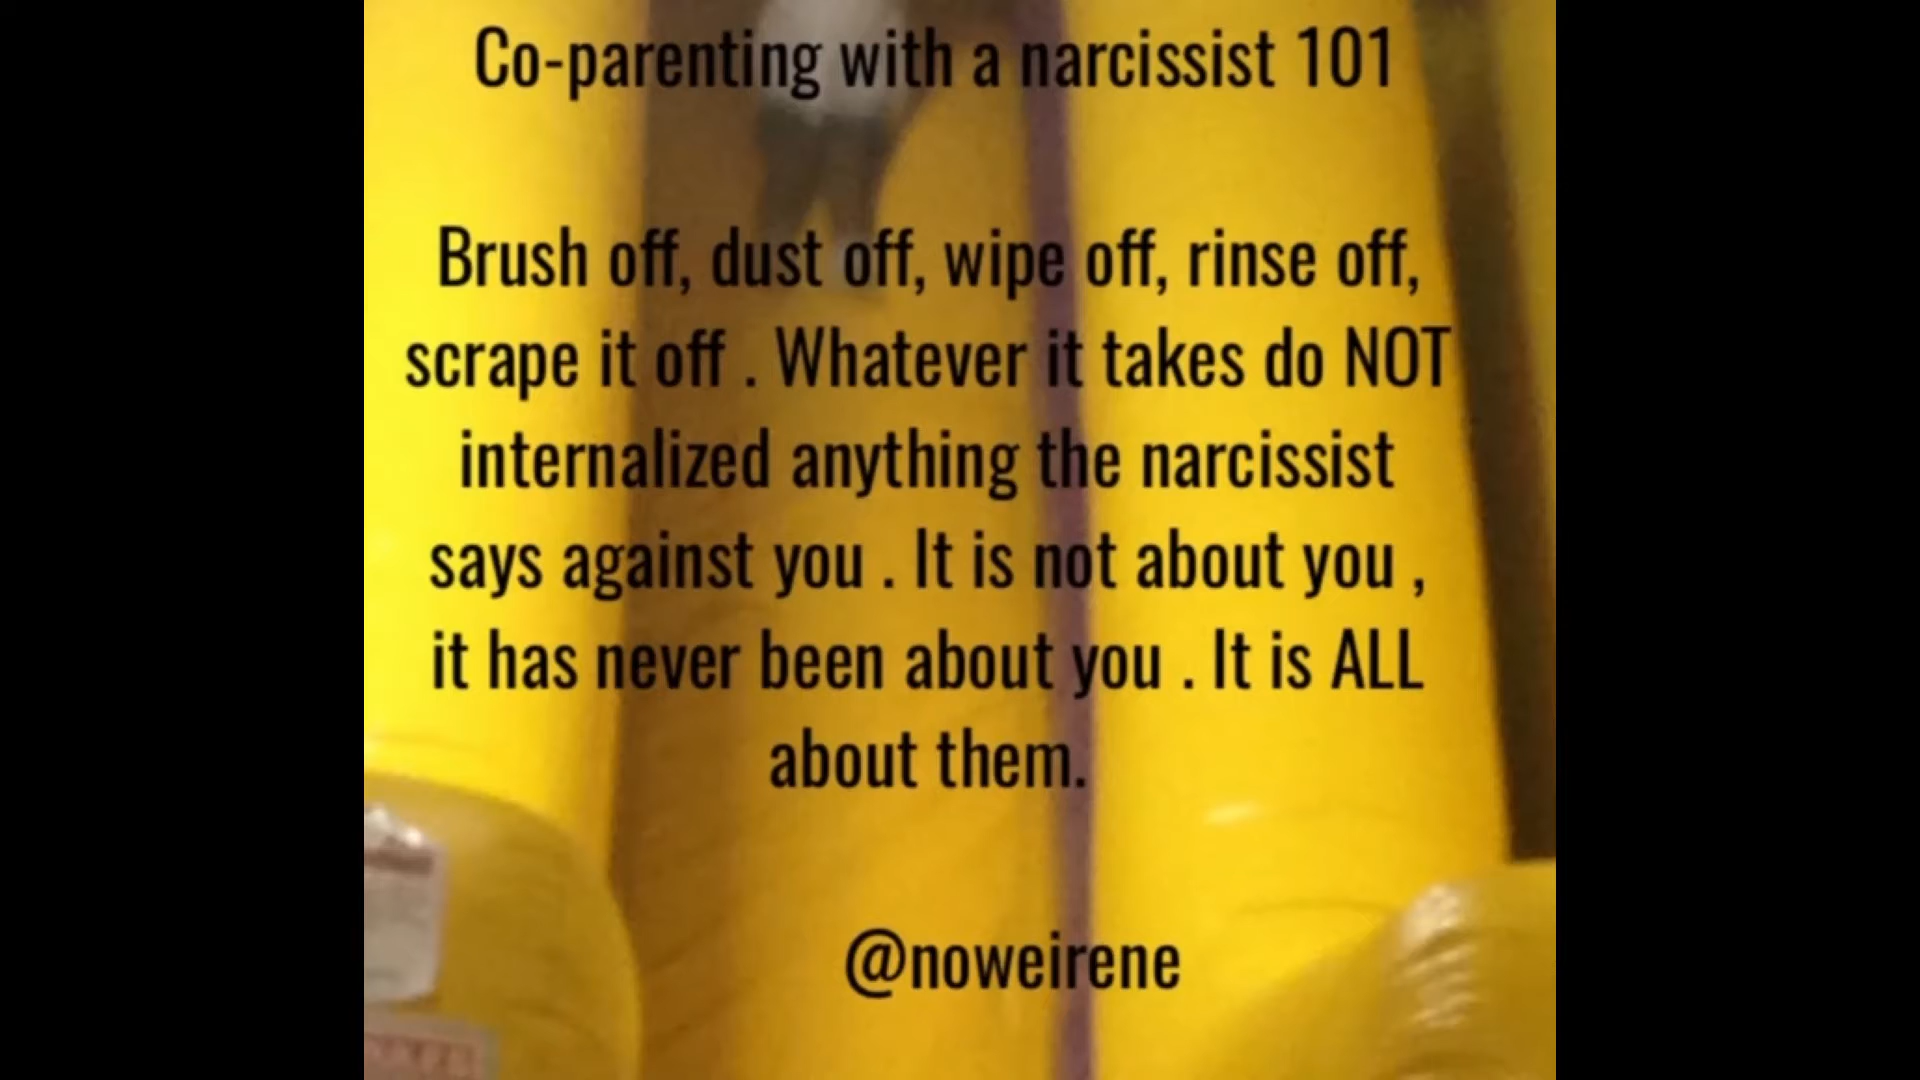 Co-parenting with a narcissist 101
Brush off, dust off, wipe off, rinse off,
scrape it off . Whatever it takes do NOT
internalized anything the narcissist
says against you . It is not about you ,
it has never been about you . It is ALL
about them.
@noweirene